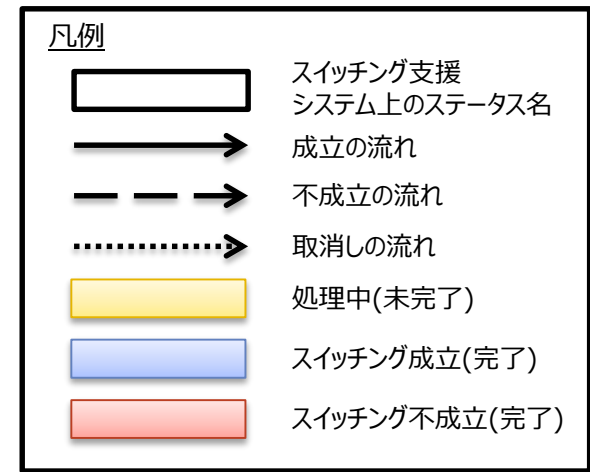 凡例
スイッチング支援
システム上のステータス名
成立の流れ
不成立の流れ
取消しの流れ
処理中(未完了)
スイッチング成立(完了)
スイッチング不成立(完了)